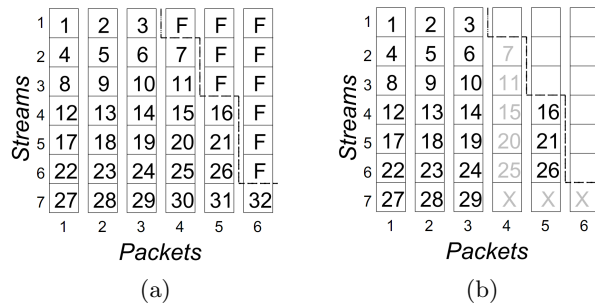 1 1 2 3 F F F
2 4 5 6 7 F F
3 8 9 10 11 F F
4 12 13 14 15 16 F
5 17 18 19 20 21 F
6 22 23 24 25 26 F
7 27 28 29 30 31 32
1 2 3 4 5 6
Streams
Packets
(a)
1 1 2 3
2 4 5 6 7
3 8 9 10 11
4 12 13 14 15 16
5 17 18 19 20 21
6 22 23 24 25 26
7 27 28 29 X X X
1 2 3 4 5 6
Streams
Packets
(b)